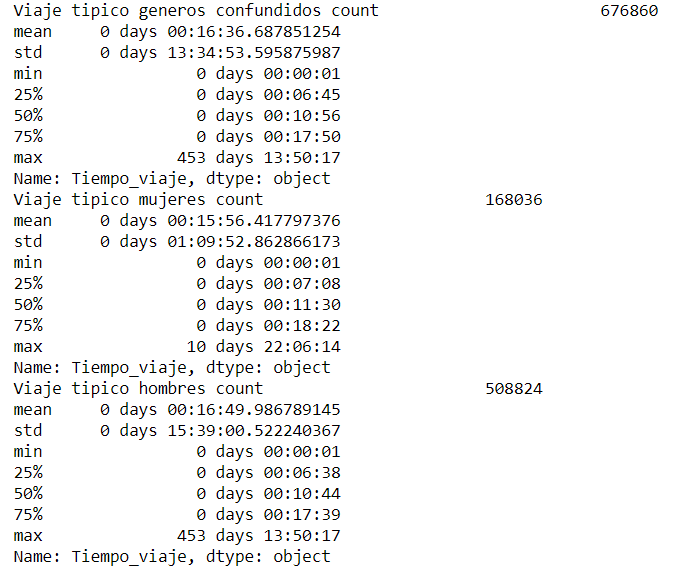 Viaje tipico generos confundidos count                       676860
mean     0 days 00:16:36.687851254
std      0 days 13:34:53.595875987
min                0 days 00:00:01
25%                0 days 00:06:45
50%                0 days 00:10:56
75%                0 days 00:17:50
max              453 days 13:50:17
Name: Tiempo_viaje, dtype: object
Viaje tipico mujeres count                       168036
mean     0 days 00:15:56.417797376
std      0 days 01:09:52.862866173
min                0 days 00:00:01
25%                0 days 00:07:08
50%                0 days 00:11:30
75%                0 days 00:18:22
max               10 days 22:06:14
Name: Tiempo_viaje, dtype: object
Viaje tipico hombres count                       508824
mean     0 days 00:16:49.986789145
std      0 days 15:39:00.522240367
min                0 days 00:00:01
25%                0 days 00:06:38
50%                0 days 00:10:44
75%                0 days 00:17:39
max              453 days 13:50:17
Name: Tiempo_viaje, dtype: object